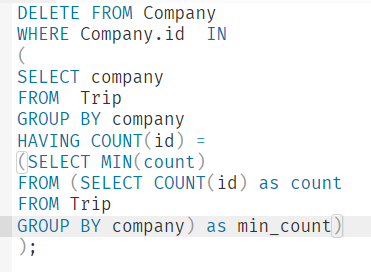 DELETE FROM Company
WHERE Company.id  IN
(
SELECT company
FROM  Trip
GROUP BY company
HAVING COUNT(id) =
(SELECT MIN(count)
FROM (SELECT COUNT(id) as count
FROM Trip
GROUP BY company) as min_count)
);